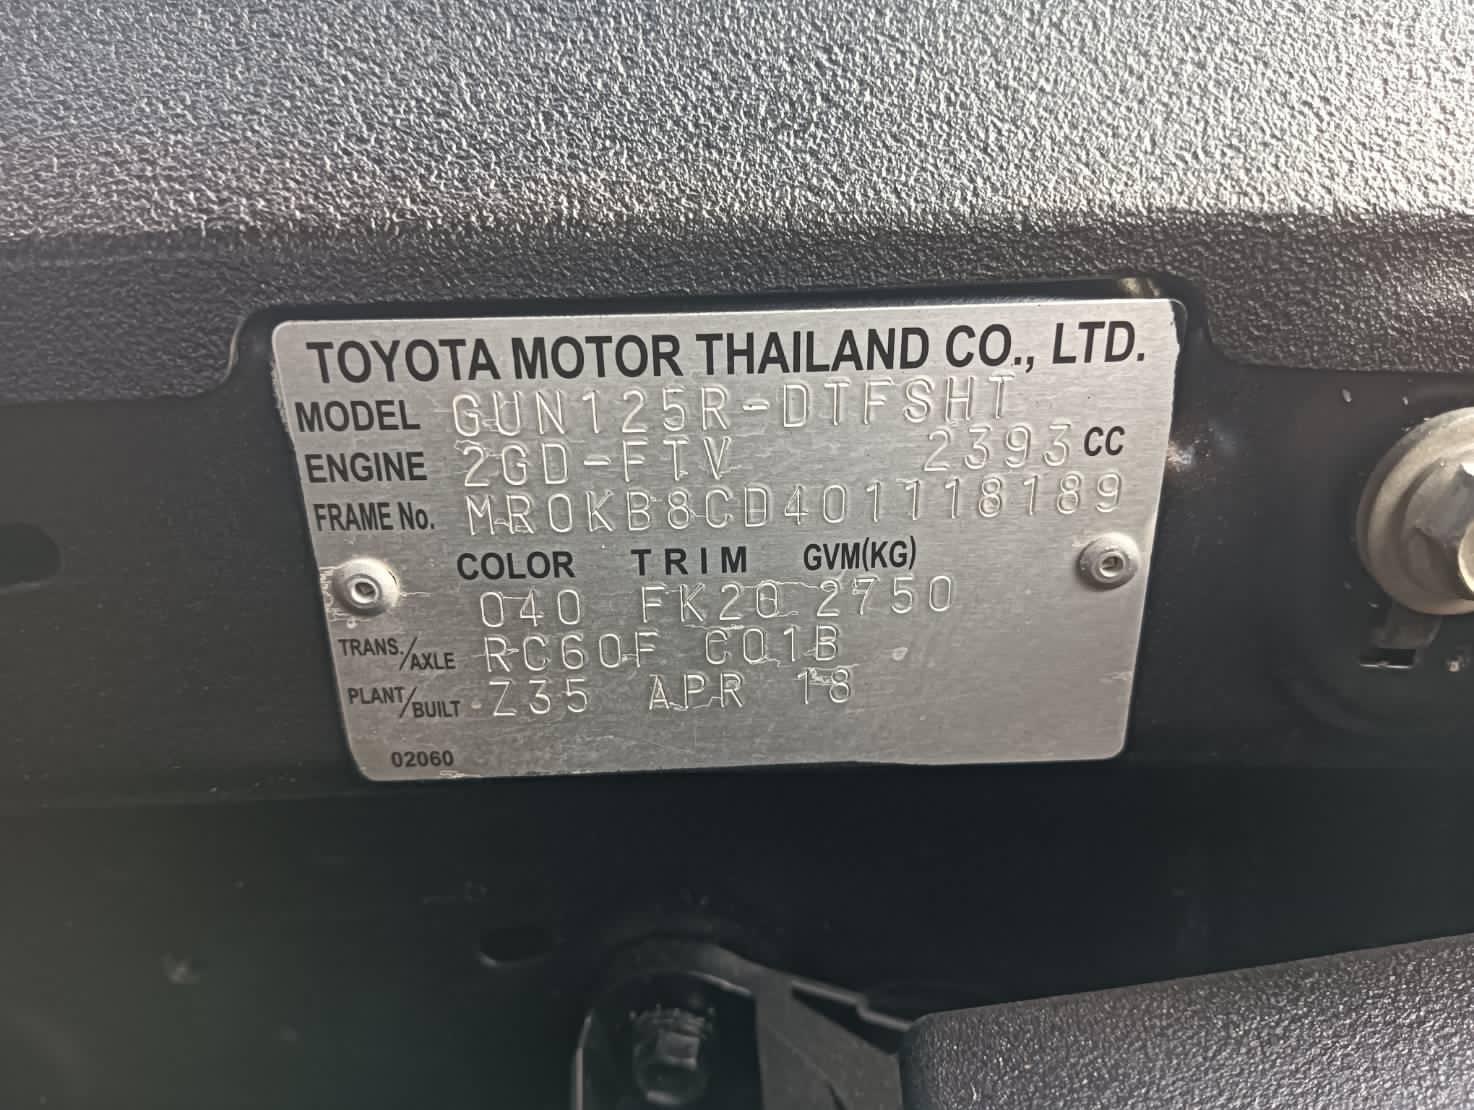 TOYOTA MOTOR THAILAND CO., LTD.
MODEL GUN125R-DTFSHT
ENGINE 2GD-FTV 2393 CC
FRAME No. MR0KB8CD401118189
COLOR TRIM GVM(KG)
040 FK20 2750
TRANS./AXLE RC60F C01B
PLANT/BUILT Z35 APR 18
02060